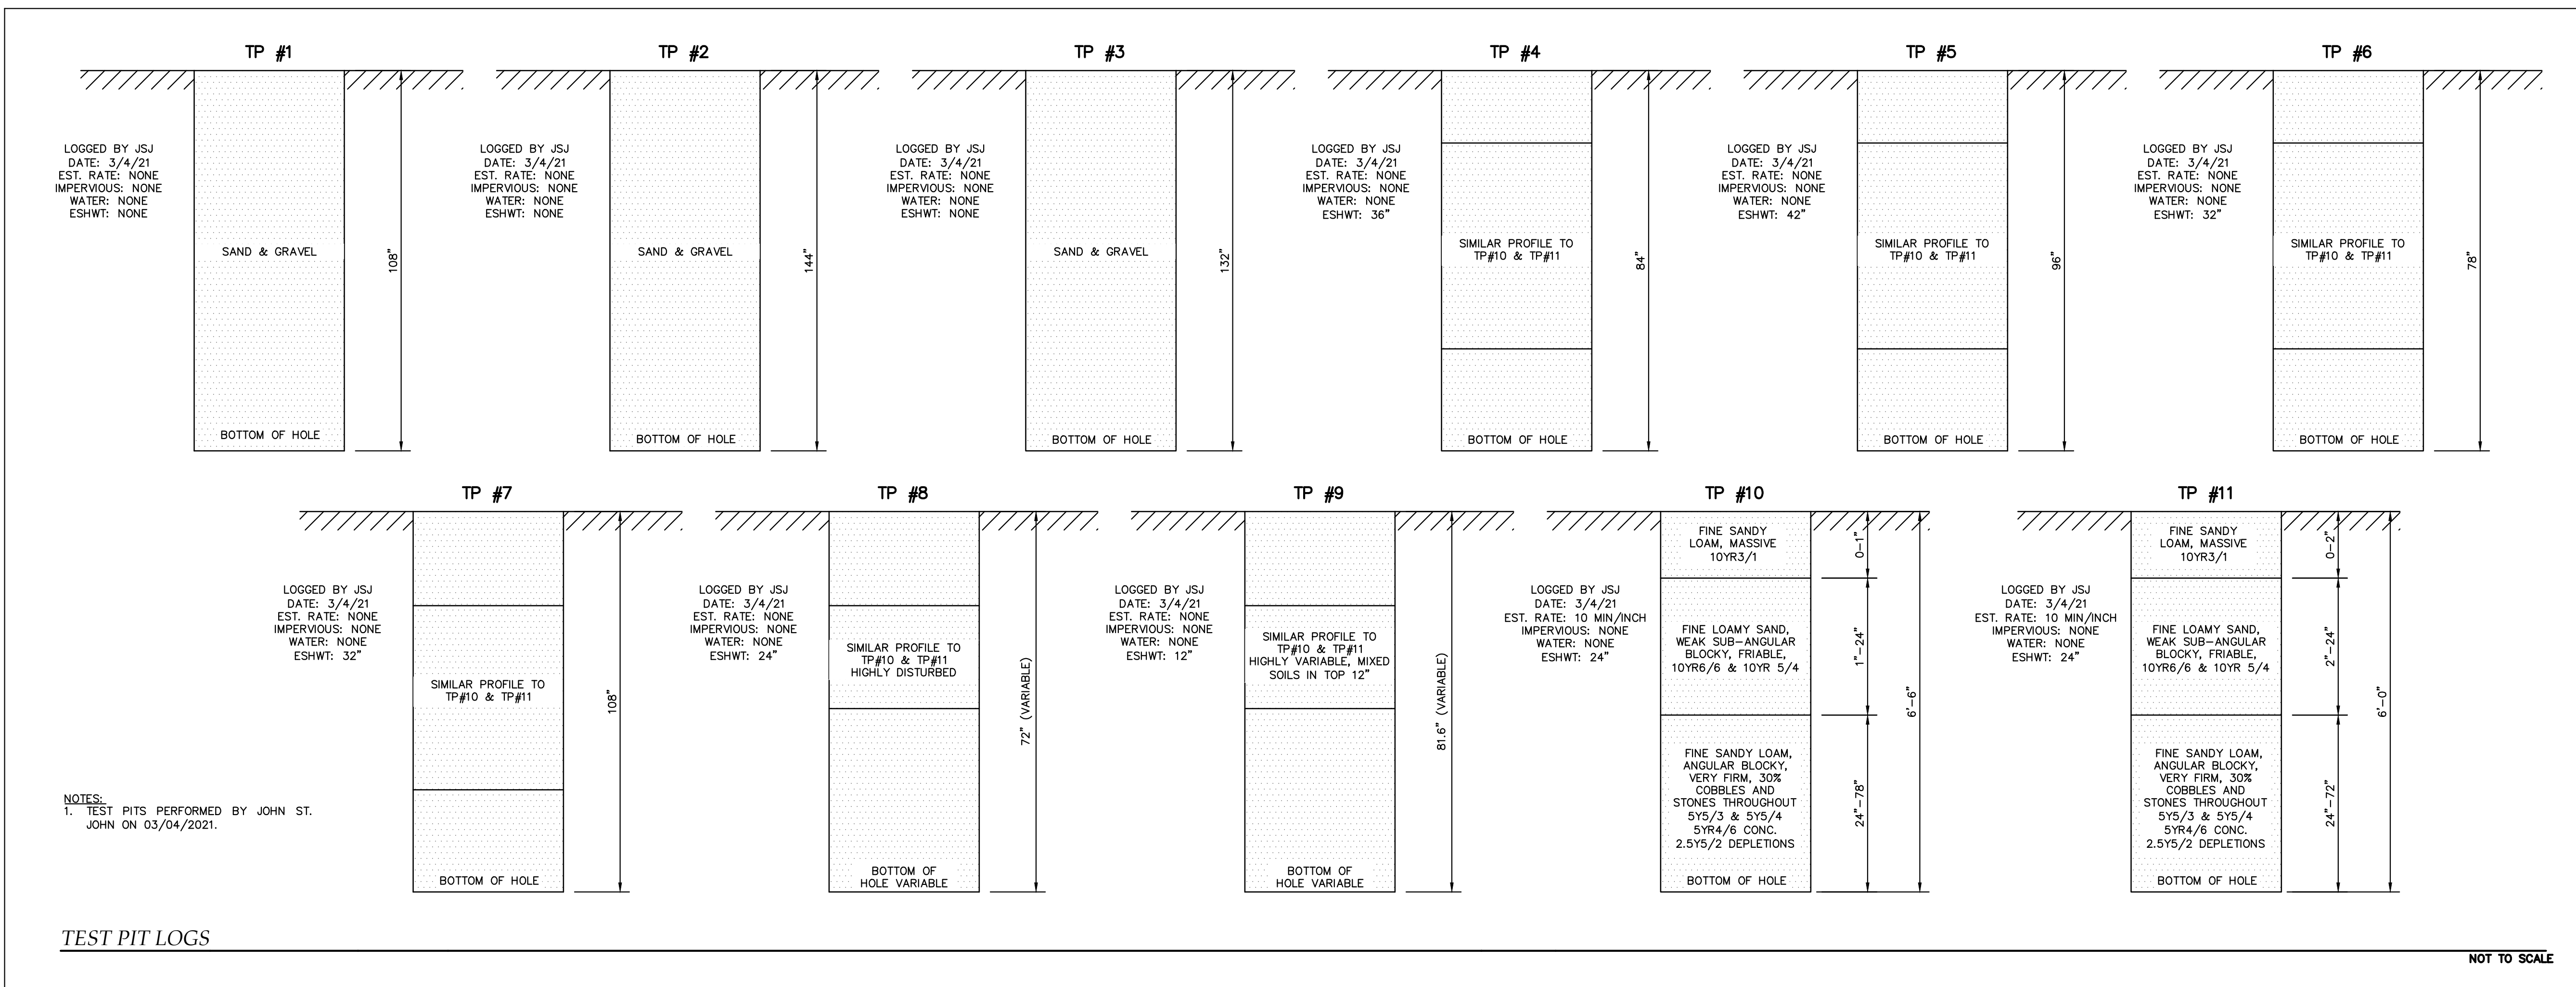 TP #1
LOGGED BY JSJ
DATE: 3/4/21
EST. RATE: NONE
IMPERVIOUS: NONE
WATER: NONE
ESHWT: NONE
SAND & GRAVEL
BOTTOM OF HOLE
108"
TP #2
LOGGED BY JSJ
DATE: 3/4/21
EST. RATE: NONE
IMPERVIOUS: NONE
WATER: NONE
ESHWT: NONE
SAND & GRAVEL
BOTTOM OF HOLE
144"
TP #3
LOGGED BY JSJ
DATE: 3/4/21
EST. RATE: NONE
IMPERVIOUS: NONE
WATER: NONE
ESHWT: NONE
SAND & GRAVEL
BOTTOM OF HOLE
132"
TP #4
LOGGED BY JSJ
DATE: 3/4/21
EST. RATE: NONE
IMPERVIOUS: NONE
WATER: NONE
ESHWT: 36"
SIMILAR PROFILE TO
TP#10 & TP#11
BOTTOM OF HOLE
84"
TP #5
LOGGED BY JSJ
DATE: 3/4/21
EST. RATE: NONE
IMPERVIOUS: NONE
WATER: NONE
ESHWT: 42"
SIMILAR PROFILE TO
TP#10 & TP#11
BOTTOM OF HOLE
96"
TP #6
LOGGED BY JSJ
DATE: 3/4/21
EST. RATE: NONE
IMPERVIOUS: NONE
WATER: NONE
ESHWT: 32"
SIMILAR PROFILE TO
TP#10 & TP#11
BOTTOM OF HOLE
78"
TP #7
LOGGED BY JSJ
DATE: 3/4/21
EST. RATE: NONE
IMPERVIOUS: NONE
WATER: NONE
ESHWT: 32"
SIMILAR PROFILE TO
TP#10 & TP#11
BOTTOM OF HOLE
108"
TP #8
LOGGED BY JSJ
DATE: 3/4/21
EST. RATE: NONE
IMPERVIOUS: NONE
WATER: NONE
ESHWT: 24"
SIMILAR PROFILE TO
TP#10 & TP#11
HIGHLY DISTURBED
BOTTOM OF
HOLE VARIABLE
72" (VARIABLE)
TP #9
LOGGED BY JSJ
DATE: 3/4/21
EST. RATE: NONE
IMPERVIOUS: NONE
WATER: NONE
ESHWT: 12"
SIMILAR PROFILE TO
TP#10 & TP#11
HIGHLY VARIABLE, MIXED
SOILS IN TOP 12"
BOTTOM OF
HOLE VARIABLE
81.6" (VARIABLE)
TP #10
LOGGED BY JSJ
DATE: 3/4/21
EST. RATE: 10 MIN/INCH
IMPERVIOUS: NONE
WATER: NONE
ESHWT: 24"
FINE SANDY
LOAM, MASSIVE
10YR3/1
FINE LOAMY SAND,
WEAK SUB-ANGULAR
BLOCKY, FRIABLE,
10YR6/6 & 10YR 5/4
FINE SANDY LOAM,
ANGULAR BLOCKY,
VERY FIRM, 30%
COBBLES AND
STONES THROUGHOUT
5Y5/3 & 5Y5/4
5YR4/6 CONC.
2.5Y5/2 DEPLETIONS
BOTTOM OF HOLE
0-1"
1"-24"
24"-78"
6'-6"
TP #11
LOGGED BY JSJ
DATE: 3/4/21
EST. RATE: 10 MIN/INCH
IMPERVIOUS: NONE
WATER: NONE
ESHWT: 24"
FINE SANDY
LOAM, MASSIVE
10YR3/1
FINE LOAMY SAND,
WEAK SUB-ANGULAR
BLOCKY, FRIABLE,
10YR6/6 & 10YR 5/4
FINE SANDY LOAM,
ANGULAR BLOCKY,
VERY FIRM, 30%
COBBLES AND
STONES THROUGHOUT
5Y5/3 & 5Y5/4
5YR4/6 CONC.
2.5Y5/2 DEPLETIONS
BOTTOM OF HOLE
0-2"
2"-24"
24"-72"
6'-0"
NOTES:
1. TEST PITS PERFORMED BY JOHN ST.
JOHN ON 03/04/2021.
TEST PIT LOGS
NOT TO SCALE